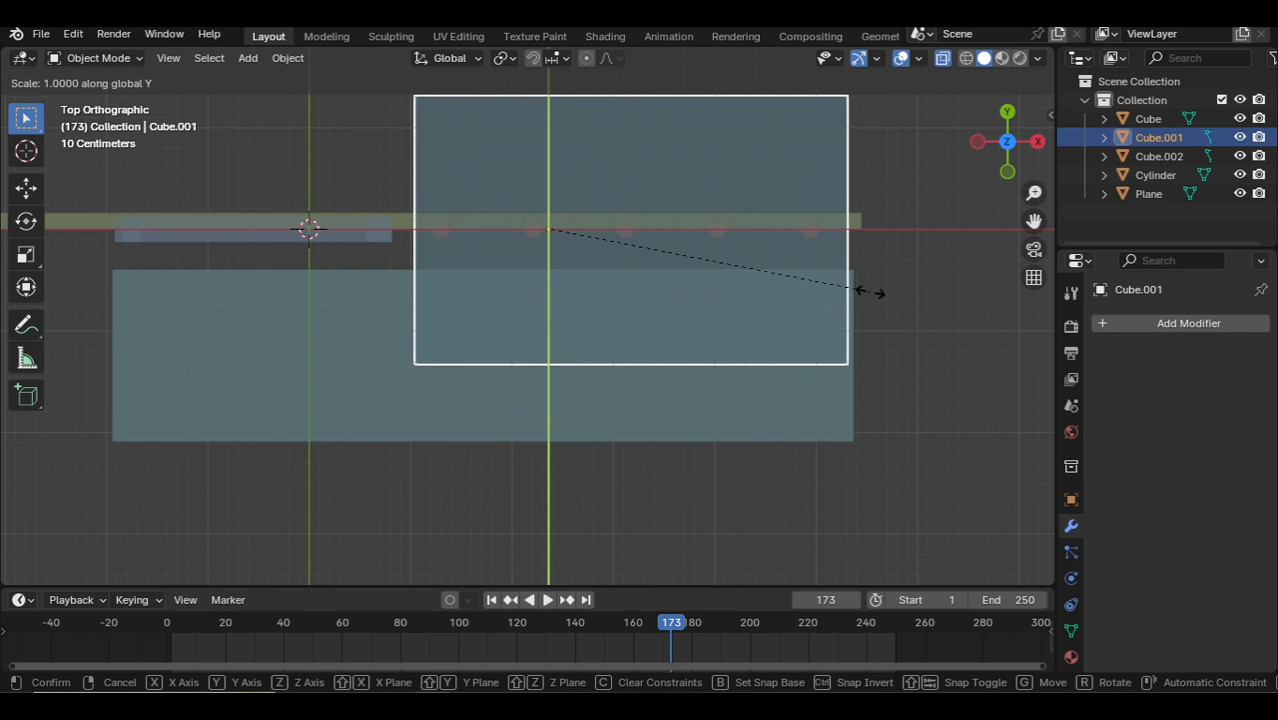 File Edit Render Window Help Layout Modeling Sculpting UV Editing Texture Paint Shading Animation Rendering Compositing Geomet Scene ViewLayer
Object Mode View Select Add Object Global Search
Scale: 1.0000 along global Y
Scene Collection
Top Orthographic
(173) Collection | Cube.001
10 Centimeters
Collection
Cube
Cube.001
Cube.002
Cylinder
Plane
Y
Z X
Search
Cube.001
+ Add Modifier
Playback Keying View Marker 173 Start 1 End 250
-40 -20 0 20 40 60 80 100 120 140 160 173 180 200 220 240 260 280 300
Confirm Cancel X X Axis Y Y Axis Z Z Axis X X Plane Y Y Plane Z Z Plane C Clear Constraints B Set Snap Base Ctrl Snap Invert Snap Toggle G Move R Rotate Automatic Constraint